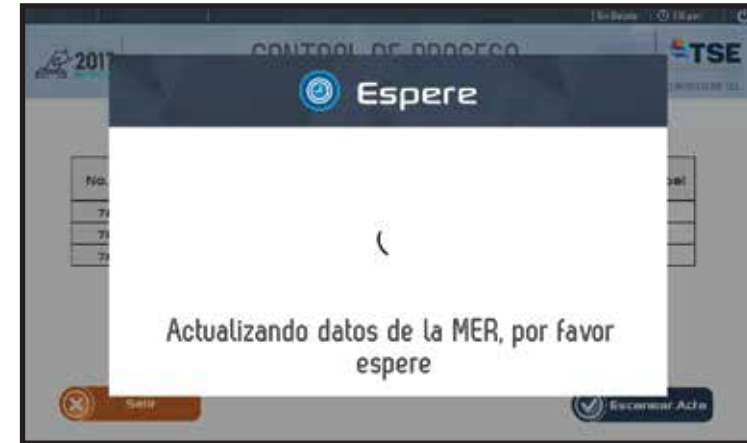 2017
CONTROL DE PROCESO
TSE
Espere
No.
Actualizando datos de la MER, por favor
espere
Salir
Escanear Acta